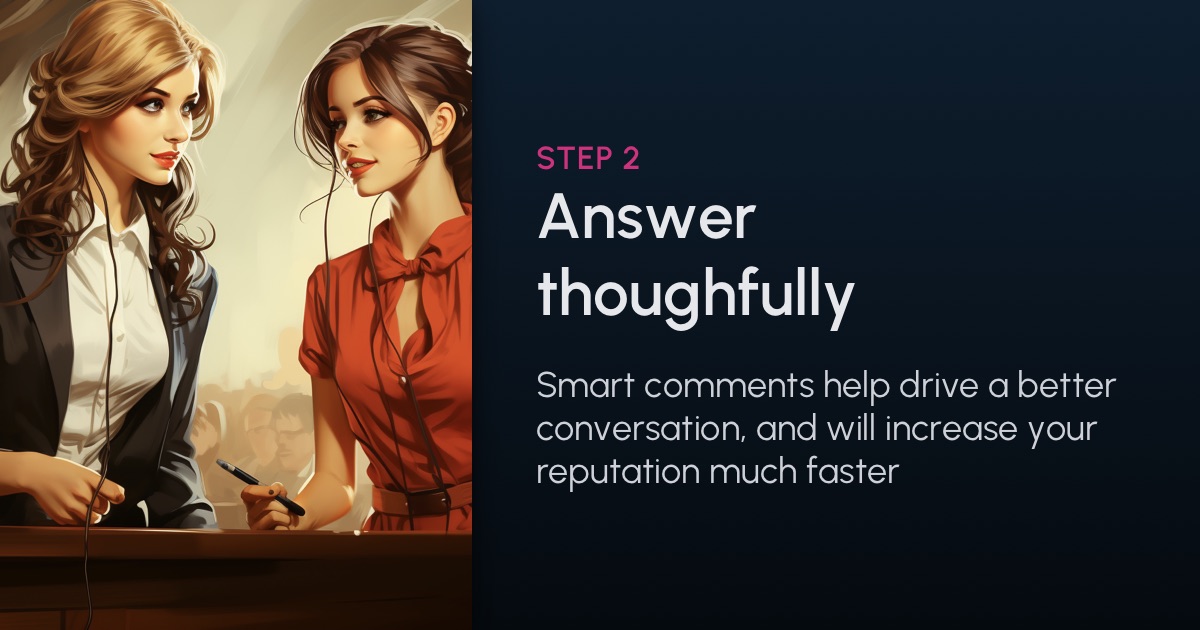 STEP 2
Answer
thoughfully
Smart comments help drive a better
conversation, and will increase your
reputation much faster